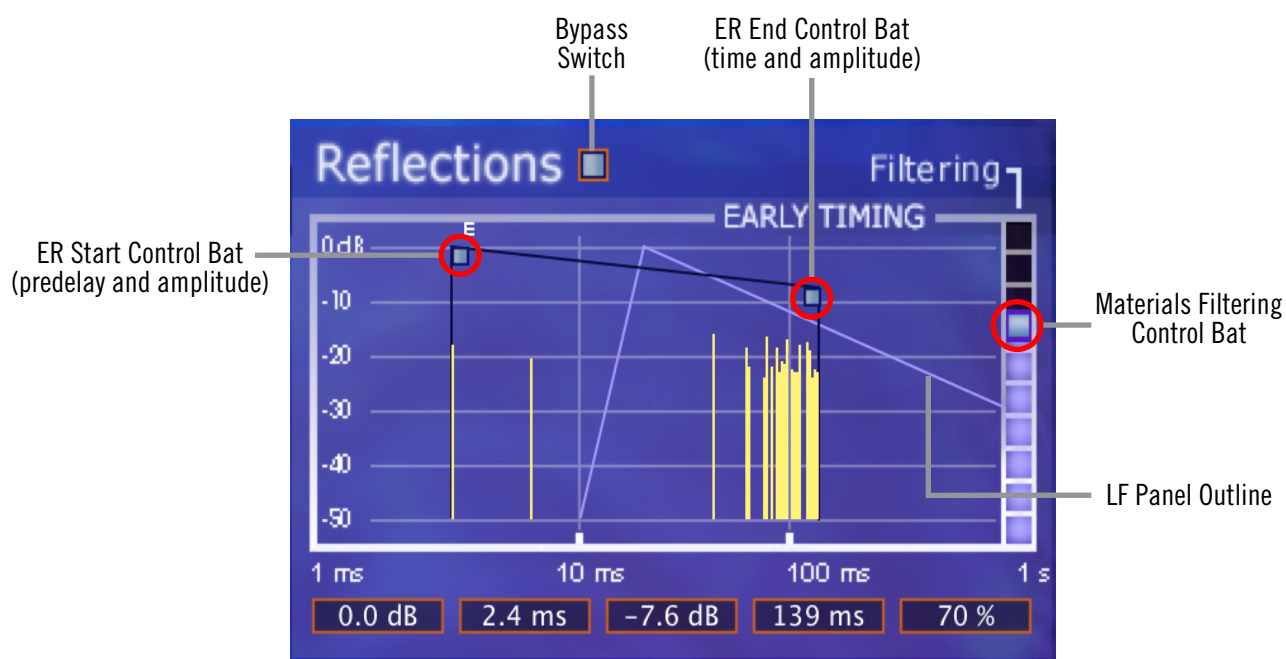 Bypass
Switch
ER End Control Bat
(time and amplitude)
Reflections
Filtering
EARLY TIMING
E
ER Start Control Bat
(predelay and amplitude)
0 dB
-10
-20
-30
-40
-50
Materials Filtering
Control Bat
LF Panel Outline
1 ms
10 ms
100 ms
1 s
0.0 dB
2.4 ms
–7.6 dB
139 ms
70 %